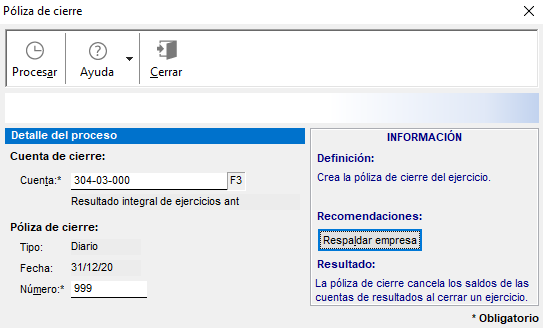 Póliza de cierre
Procesar
Ayuda
Cerrar
Detalle del proceso
Cuenta de cierre:
Cuenta:* 304-03-000 F3
Resultado integral de ejercicios ant
Póliza de cierre:
Tipo: Diario
Fecha: 31/12/20
Número:* 999
INFORMACIÓN
Definición:
Crea la póliza de cierre del ejercicio.
Recomendaciones:
Respaldar empresa
Resultado:
La póliza de cierre cancela los saldos de las
cuentas de resultados al cerrar un ejercicio.
* Obligatorio